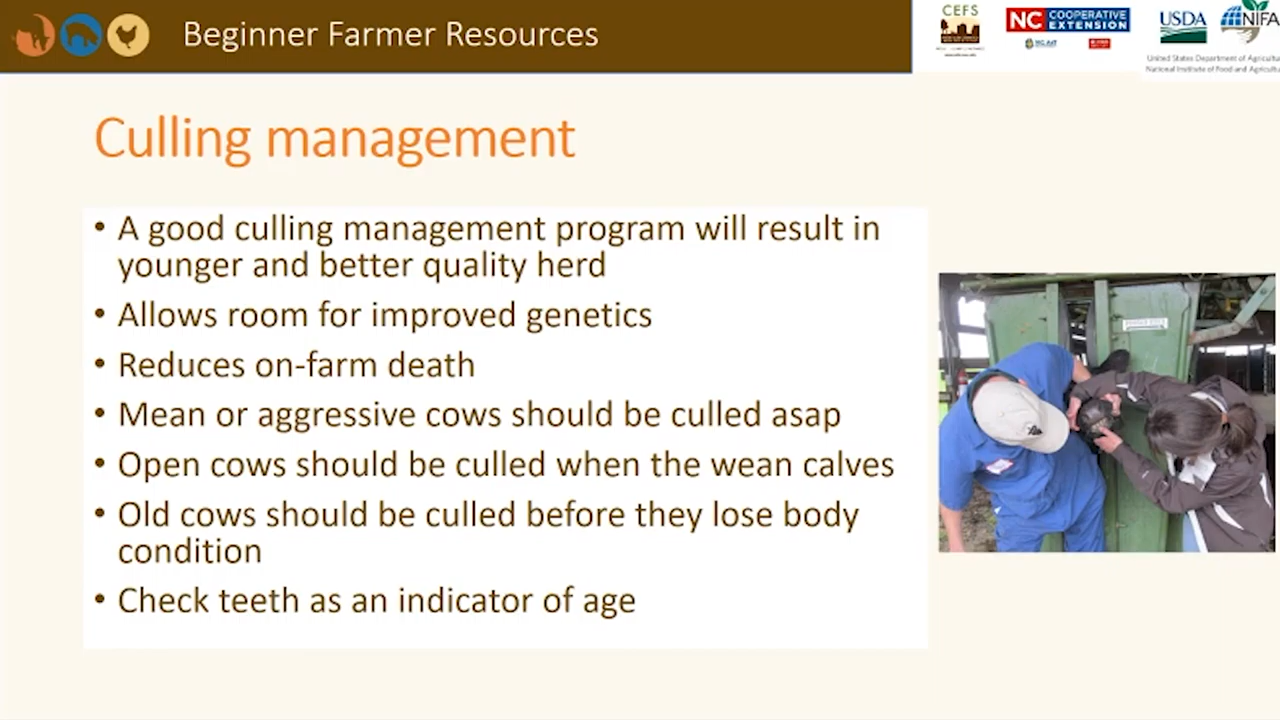 Beginner Farmer Resources
CEFS
NC COOPERATIVE
EXTENSION
USDA
NIFA
United States Department of Agricultu
National Institute of Food and Agricultu
Culling management
• A good culling management program will result in
younger and better quality herd
• Allows room for improved genetics
• Reduces on-farm death
• Mean or aggressive cows should be culled asap
• Open cows should be culled when the wean calves
• Old cows should be culled before they lose body
condition
• Check teeth as an indicator of age